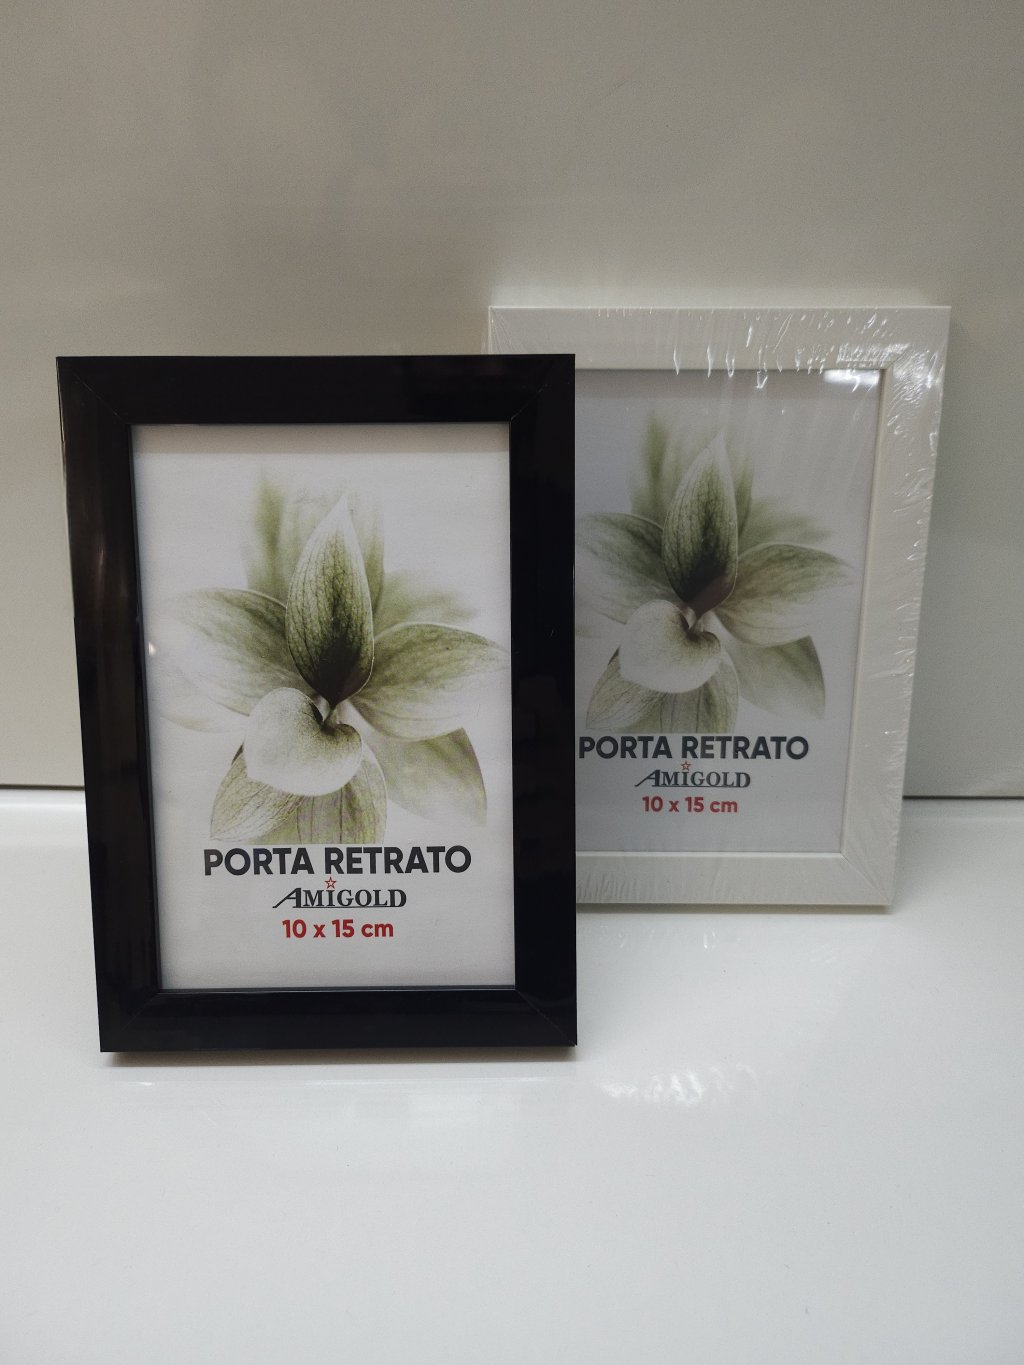 PORTA RETRATO
AMIGOLD
10 x 15 cm
PORTA RETRATO
AMIGOLD
10 x 15 cm